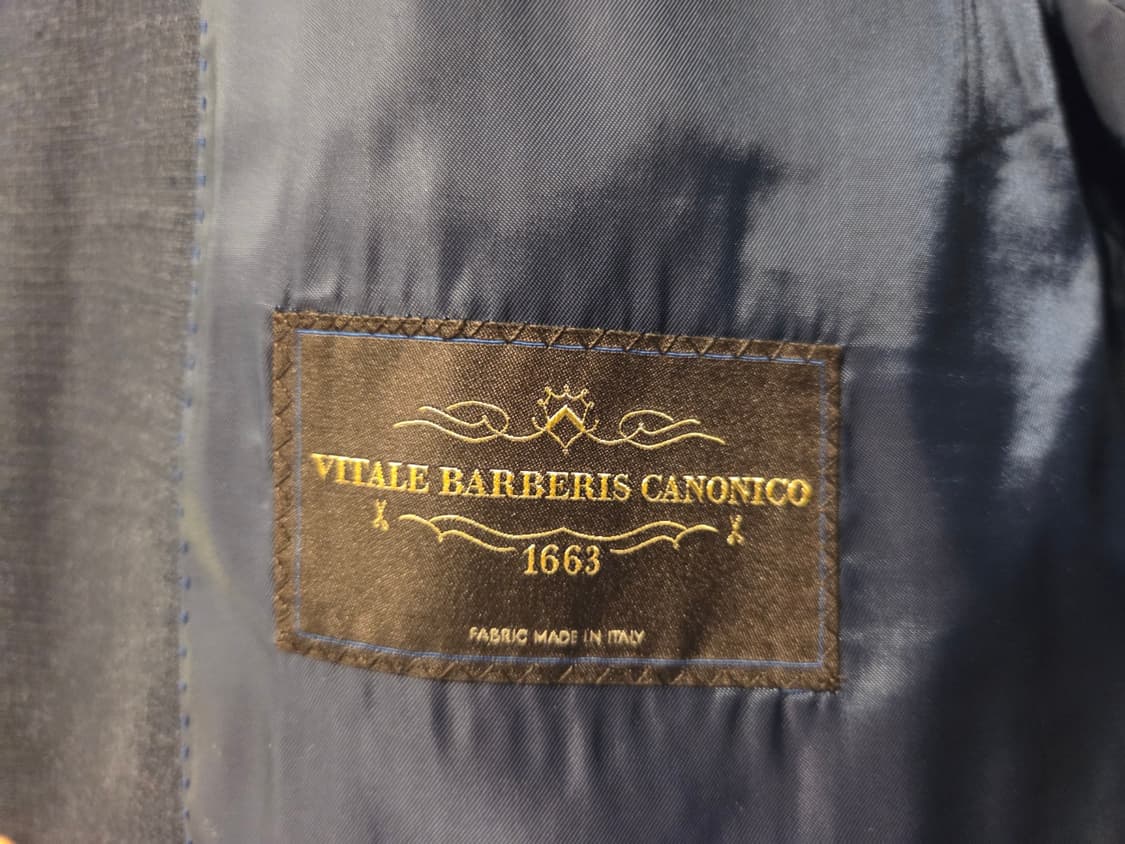 VITALE BARBERIS CANONICO
1663
FABRIC MADE IN ITALY